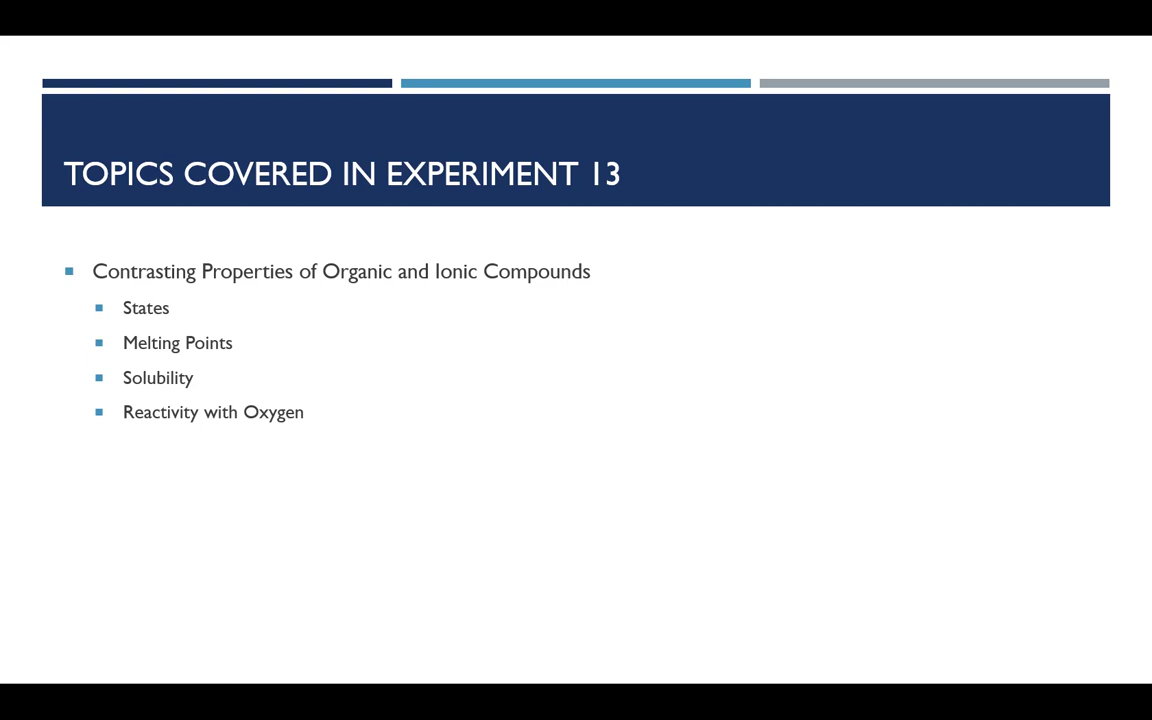 TOPICS COVERED IN EXPERIMENT 13
Contrasting Properties of Organic and Ionic Compounds
States
Melting Points
Solubility
Reactivity with Oxygen